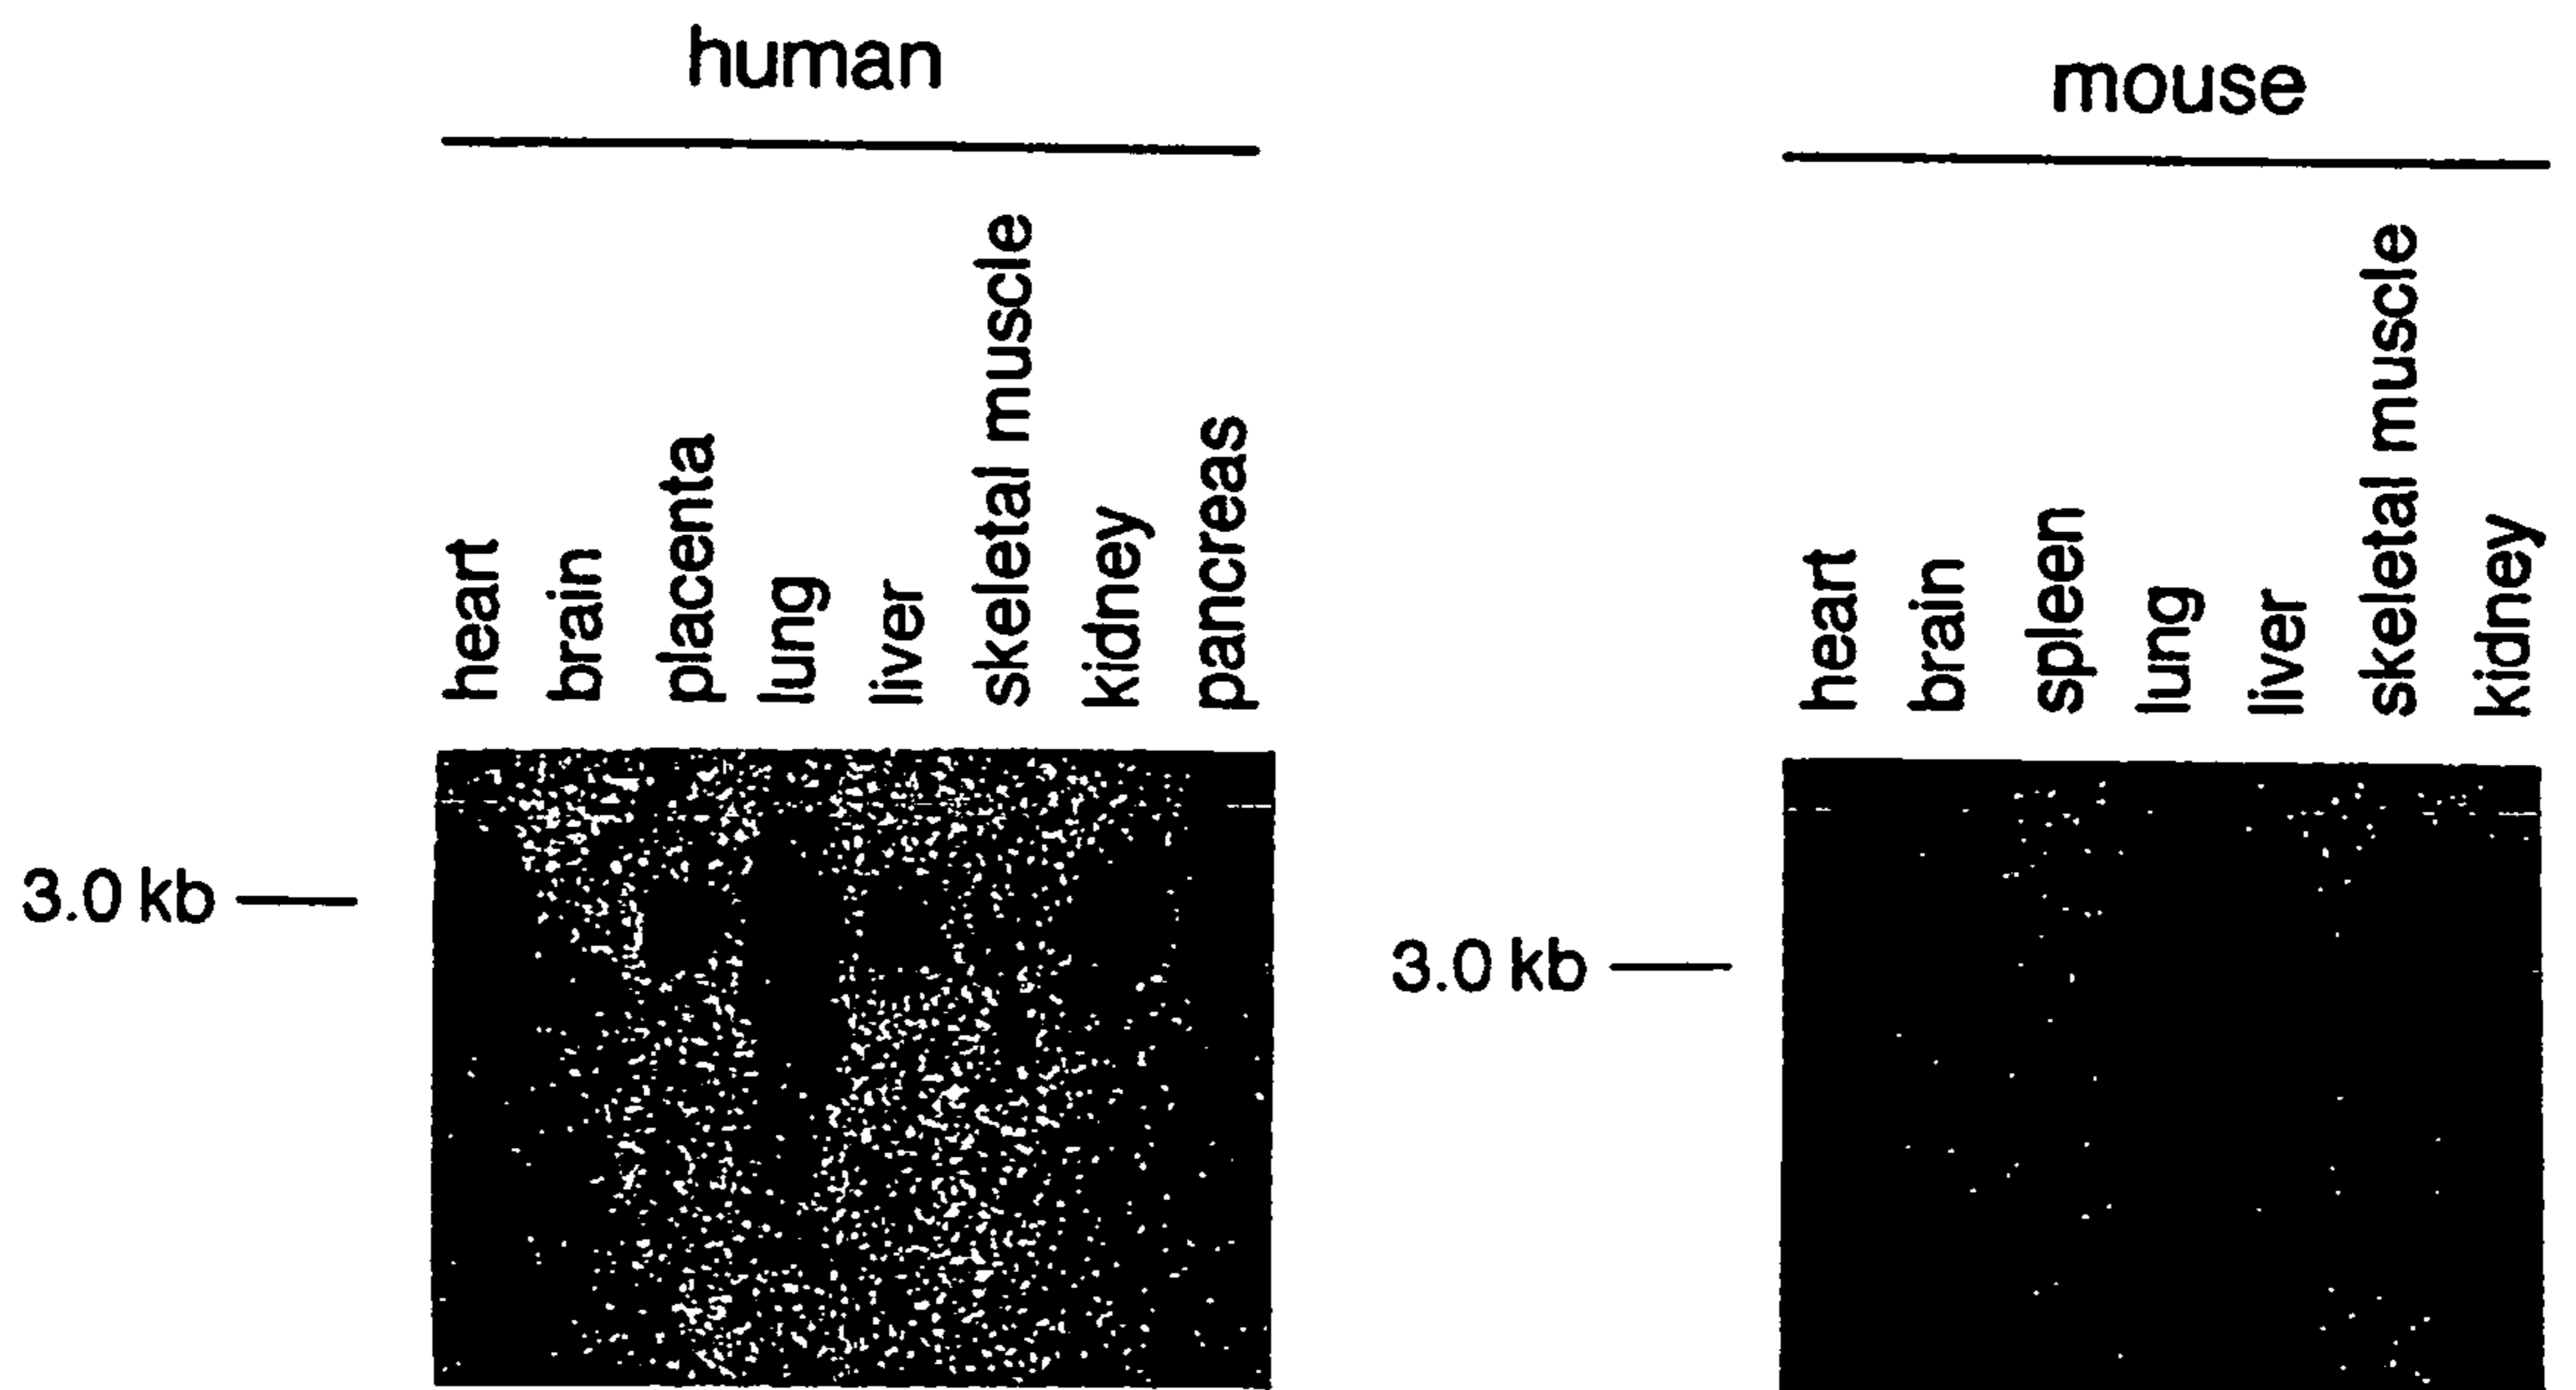 human
heart
brain
placenta
lung
liver
skeletal muscle
kidney
pancreas
3.0 kb
mouse
heart
brain
spleen
lung
liver
skeletal muscle
kidney
3.0 kb